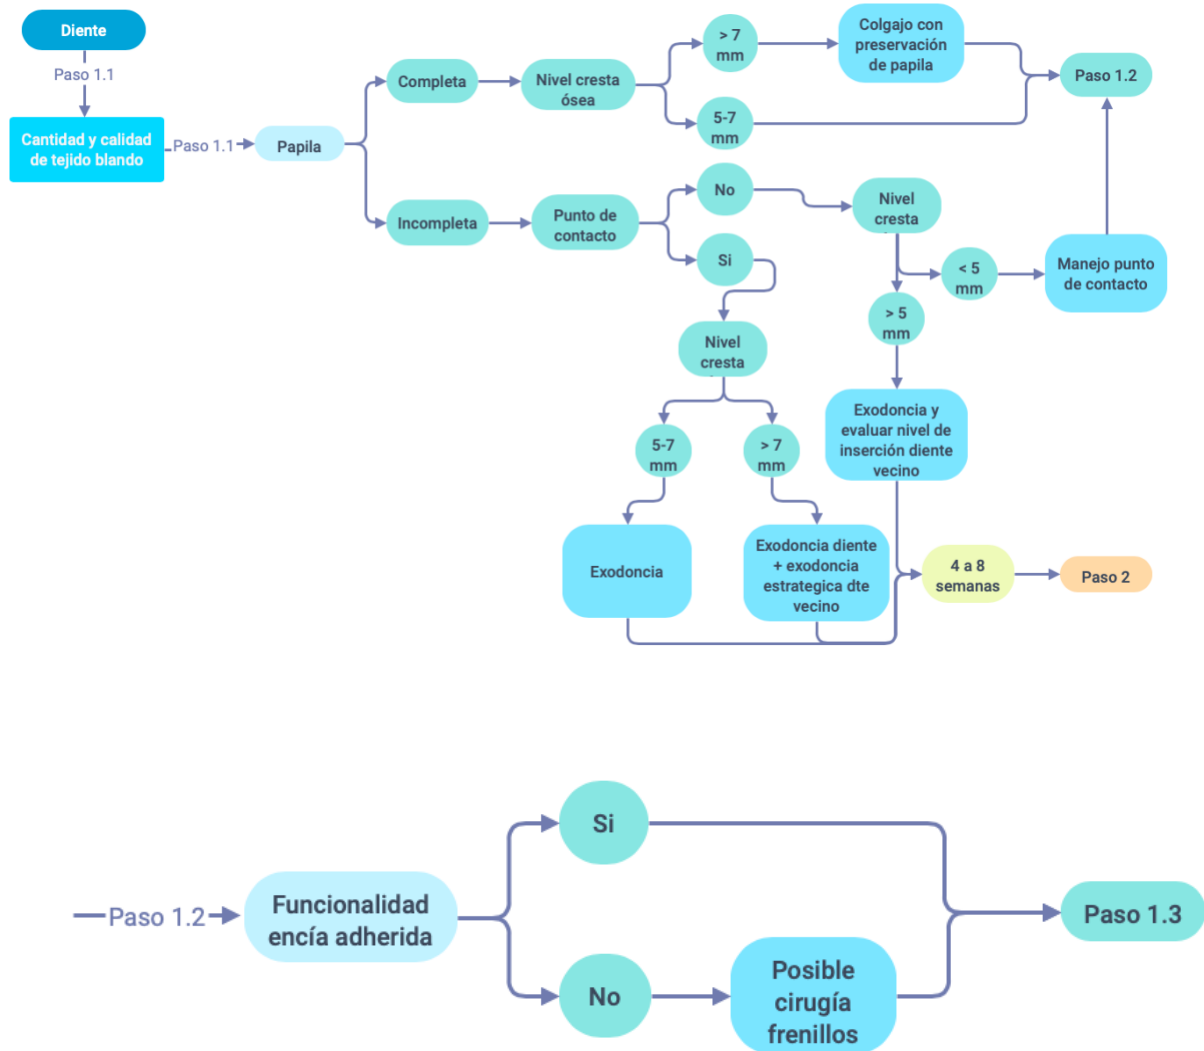 Diente
Paso 1.1
Cantidad y calidad
de tejido blando
Paso 1.1
Papila
Completa
Nivel cresta
ósea
> 7
mm
Colgajo con
preservación
de papila
5-7
mm
Paso 1.2
Incompleta
Punto de
contacto
No
Nivel
cresta
Si
< 5
mm
Manejo punto
de contacto
> 5
mm
Nivel
cresta
Exodoncia y
evaluar nivel de
inserción diente
vecino
5-7
mm
> 7
mm
Exodoncia
Exodoncia diente
+ exodoncia
estrategica dte
vecino
4 a 8
semanas
Paso 2
Paso 1.2
Funcionalidad
encía adherida
Si
No
Posible
cirugía
frenillos
Paso 1.3